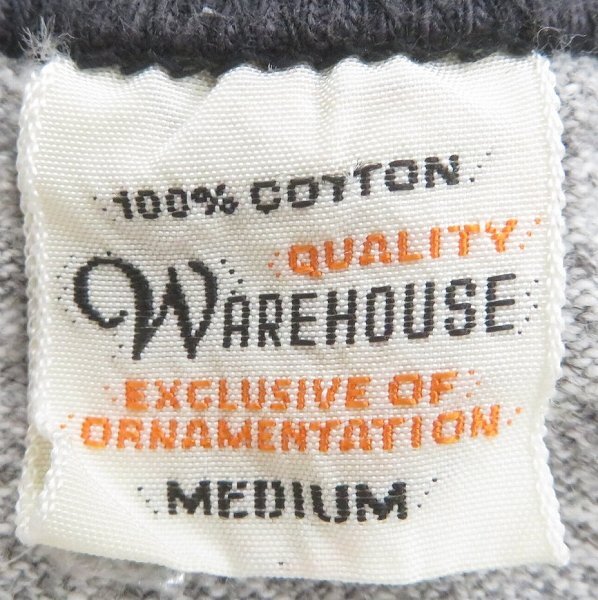 100% COTTON
QUALITY
WAREHOUSE
EXCLUSIVE OF
ORNAMENTATION
MEDIUM